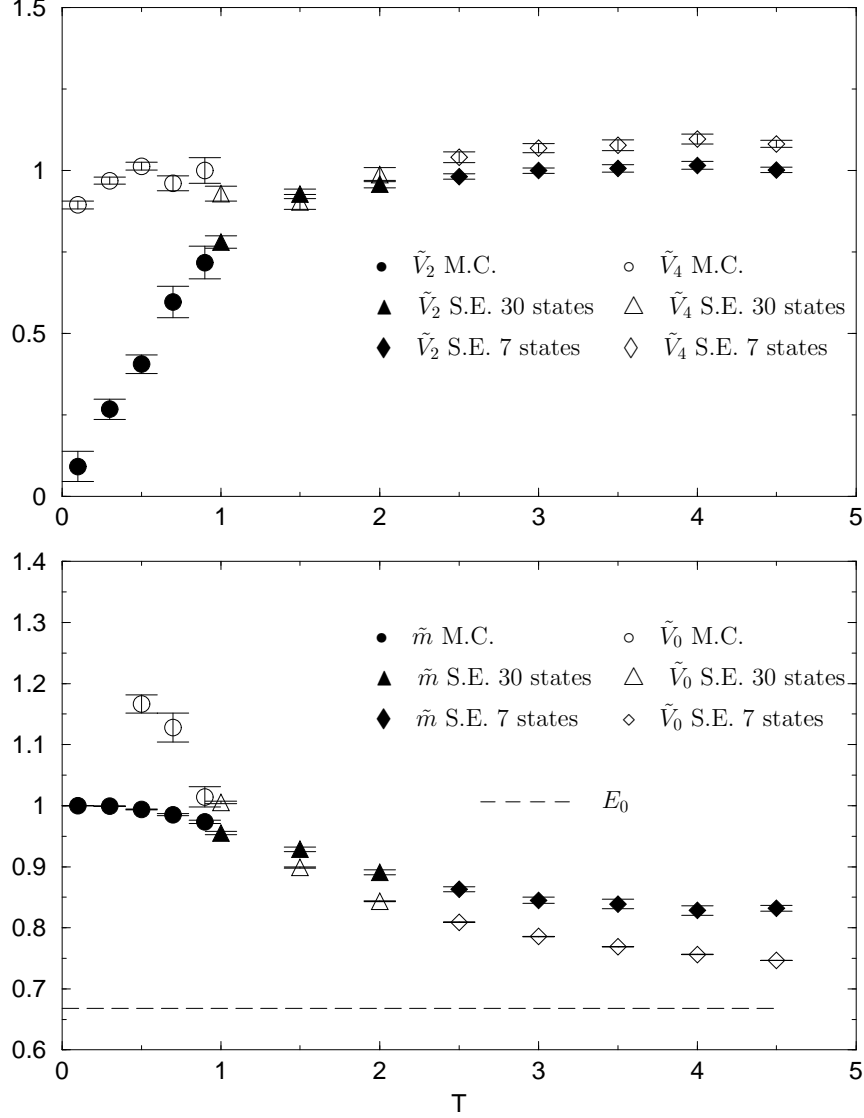 1.5
1
0.5
0
0 1 2 3 4 5
Ṽ₂ M.C. Ṽ₄ M.C.
Ṽ₂ S.E. 30 states Ṽ₄ S.E. 30
Ṽ₂ S.E. 7 states Ṽ₄ S.E. 7 states
1.4
1.3
1.2
1.1
1
0.9
0.8
0.7
0.6
0 1 2 3 4 5
m̃ M.C. Ṽ₀ M.C.
m̃ S.E. 30 states Ṽ₀ S.E. 30 states
m̃ S.E. 7 states Ṽ₀ S.E. 7 states
E₀
T